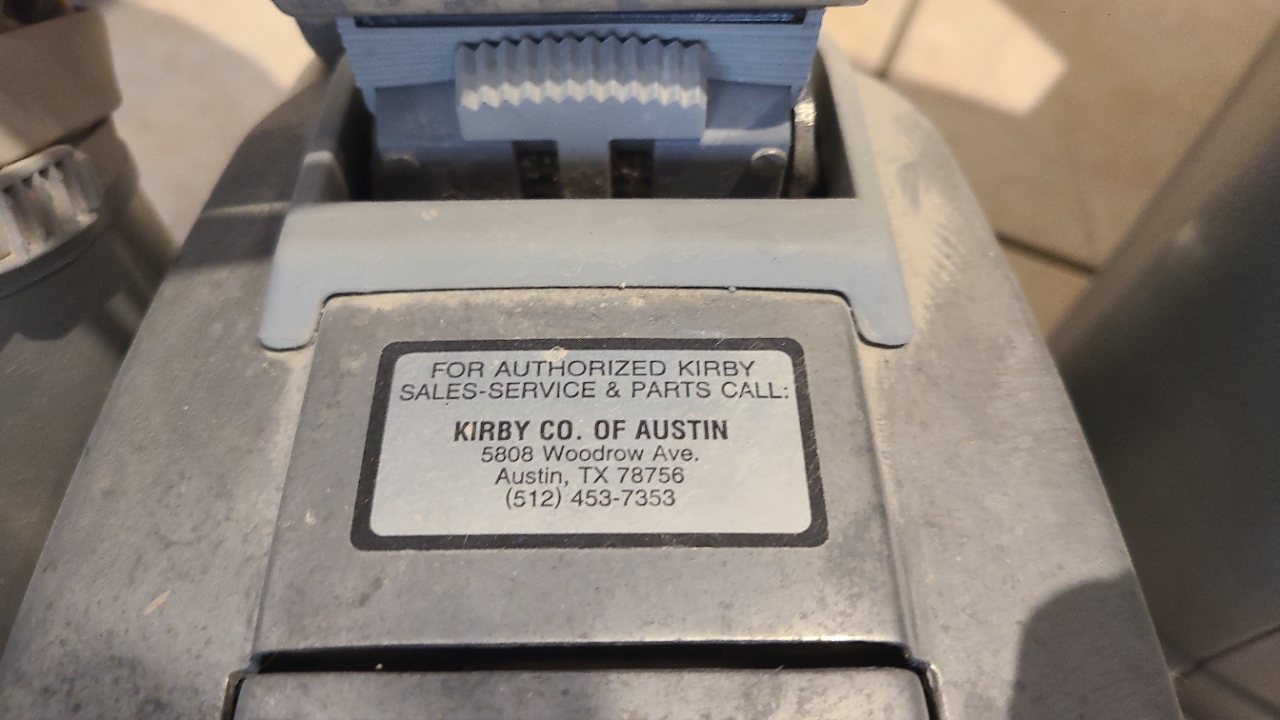 FOR AUTHORIZED KIRBY
SALES-SERVICE & PARTS CALL:
KIRBY CO. OF AUSTIN
5808 Woodrow Ave.
Austin, TX 78756
(512) 453-7353